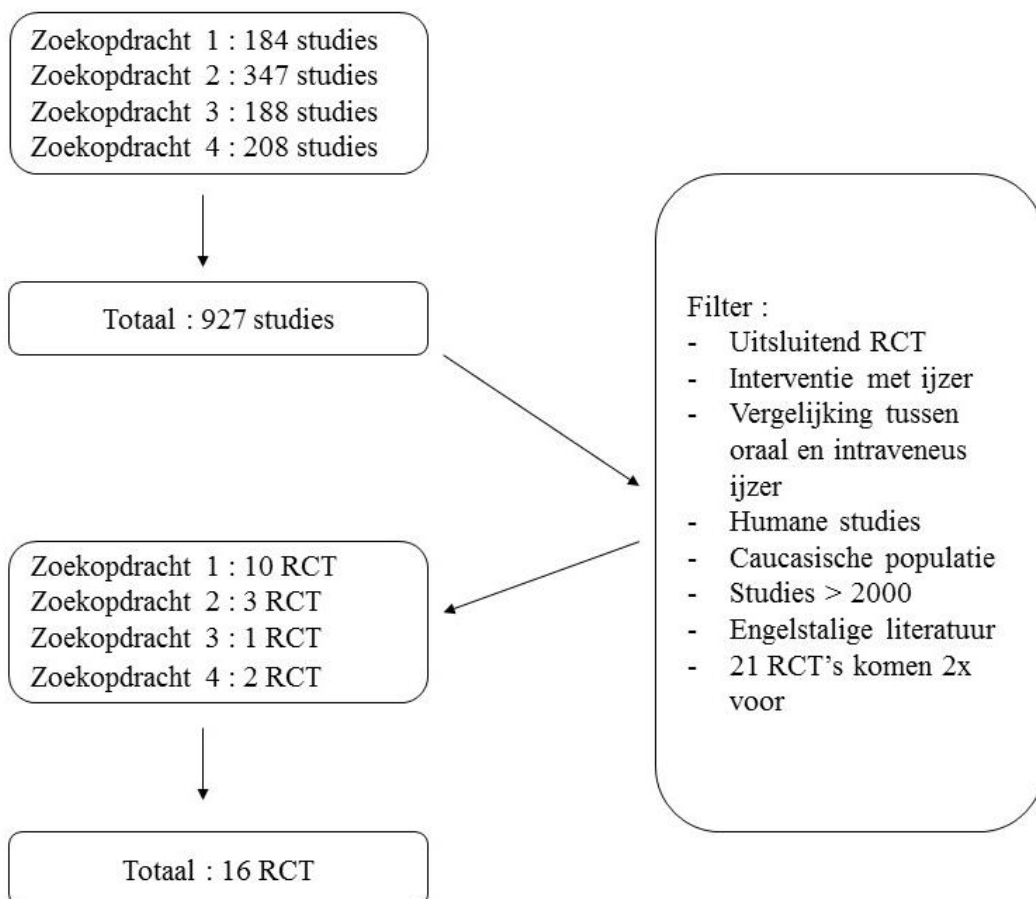 Zoekopdracht 1 : 184 studies
Zoekopdracht 2 : 347 studies
Zoekopdracht 3 : 188 studies
Zoekopdracht 4 : 208 studies
Totaal : 927 studies
Filter :
- Uitsluitend RCT
- Interventie met ijzer
- Vergelijking tussen
oraal en intraveneus
ijzer
- Humane studies
- Caucasische populatie
- Studies > 2000
- Engelstalige literatuur
- 21 RCT’s komen 2x
voor
Zoekopdracht 1 : 10 RCT
Zoekopdracht 2 : 3 RCT
Zoekopdracht 3 : 1 RCT
Zoekopdracht 4 : 2 RCT
Totaal : 16 RCT